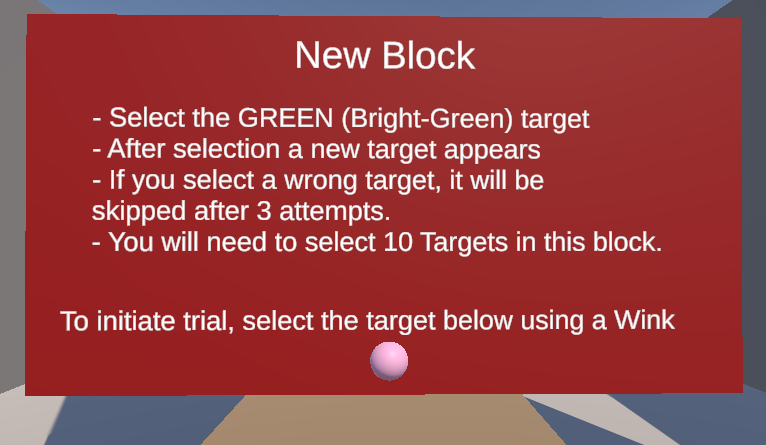 New Block
- Select the GREEN (Bright-Green) target
- After selection a new target appears
- If you select a wrong target, it will be
skipped after 3 attempts.
- You will need to select 10 Targets in this block.
To initiate trial, select the target below using a Wink